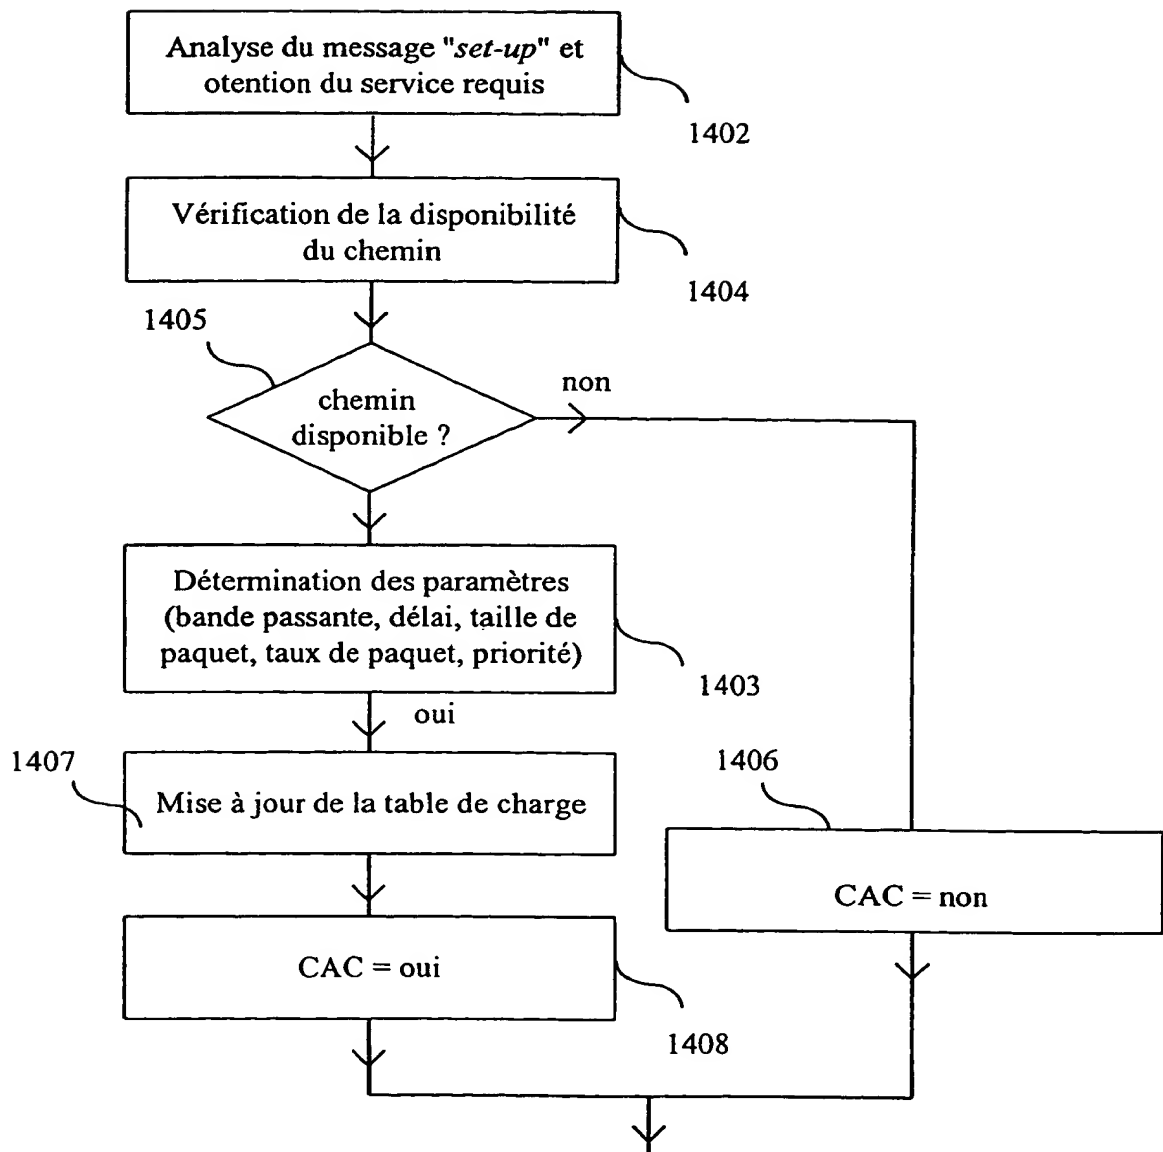 Analyse du message "set-up" et
otention du service requis
1402
Vérification de la disponibilité
du chemin
1404
1405
chemin
disponible ?
non
Détermination des paramètres
(bande passante, délai, taille de
paquet, taux de paquet, priorité)
1403
oui
1407
Mise à jour de la table de charge
1406
CAC = non
CAC = oui
1408